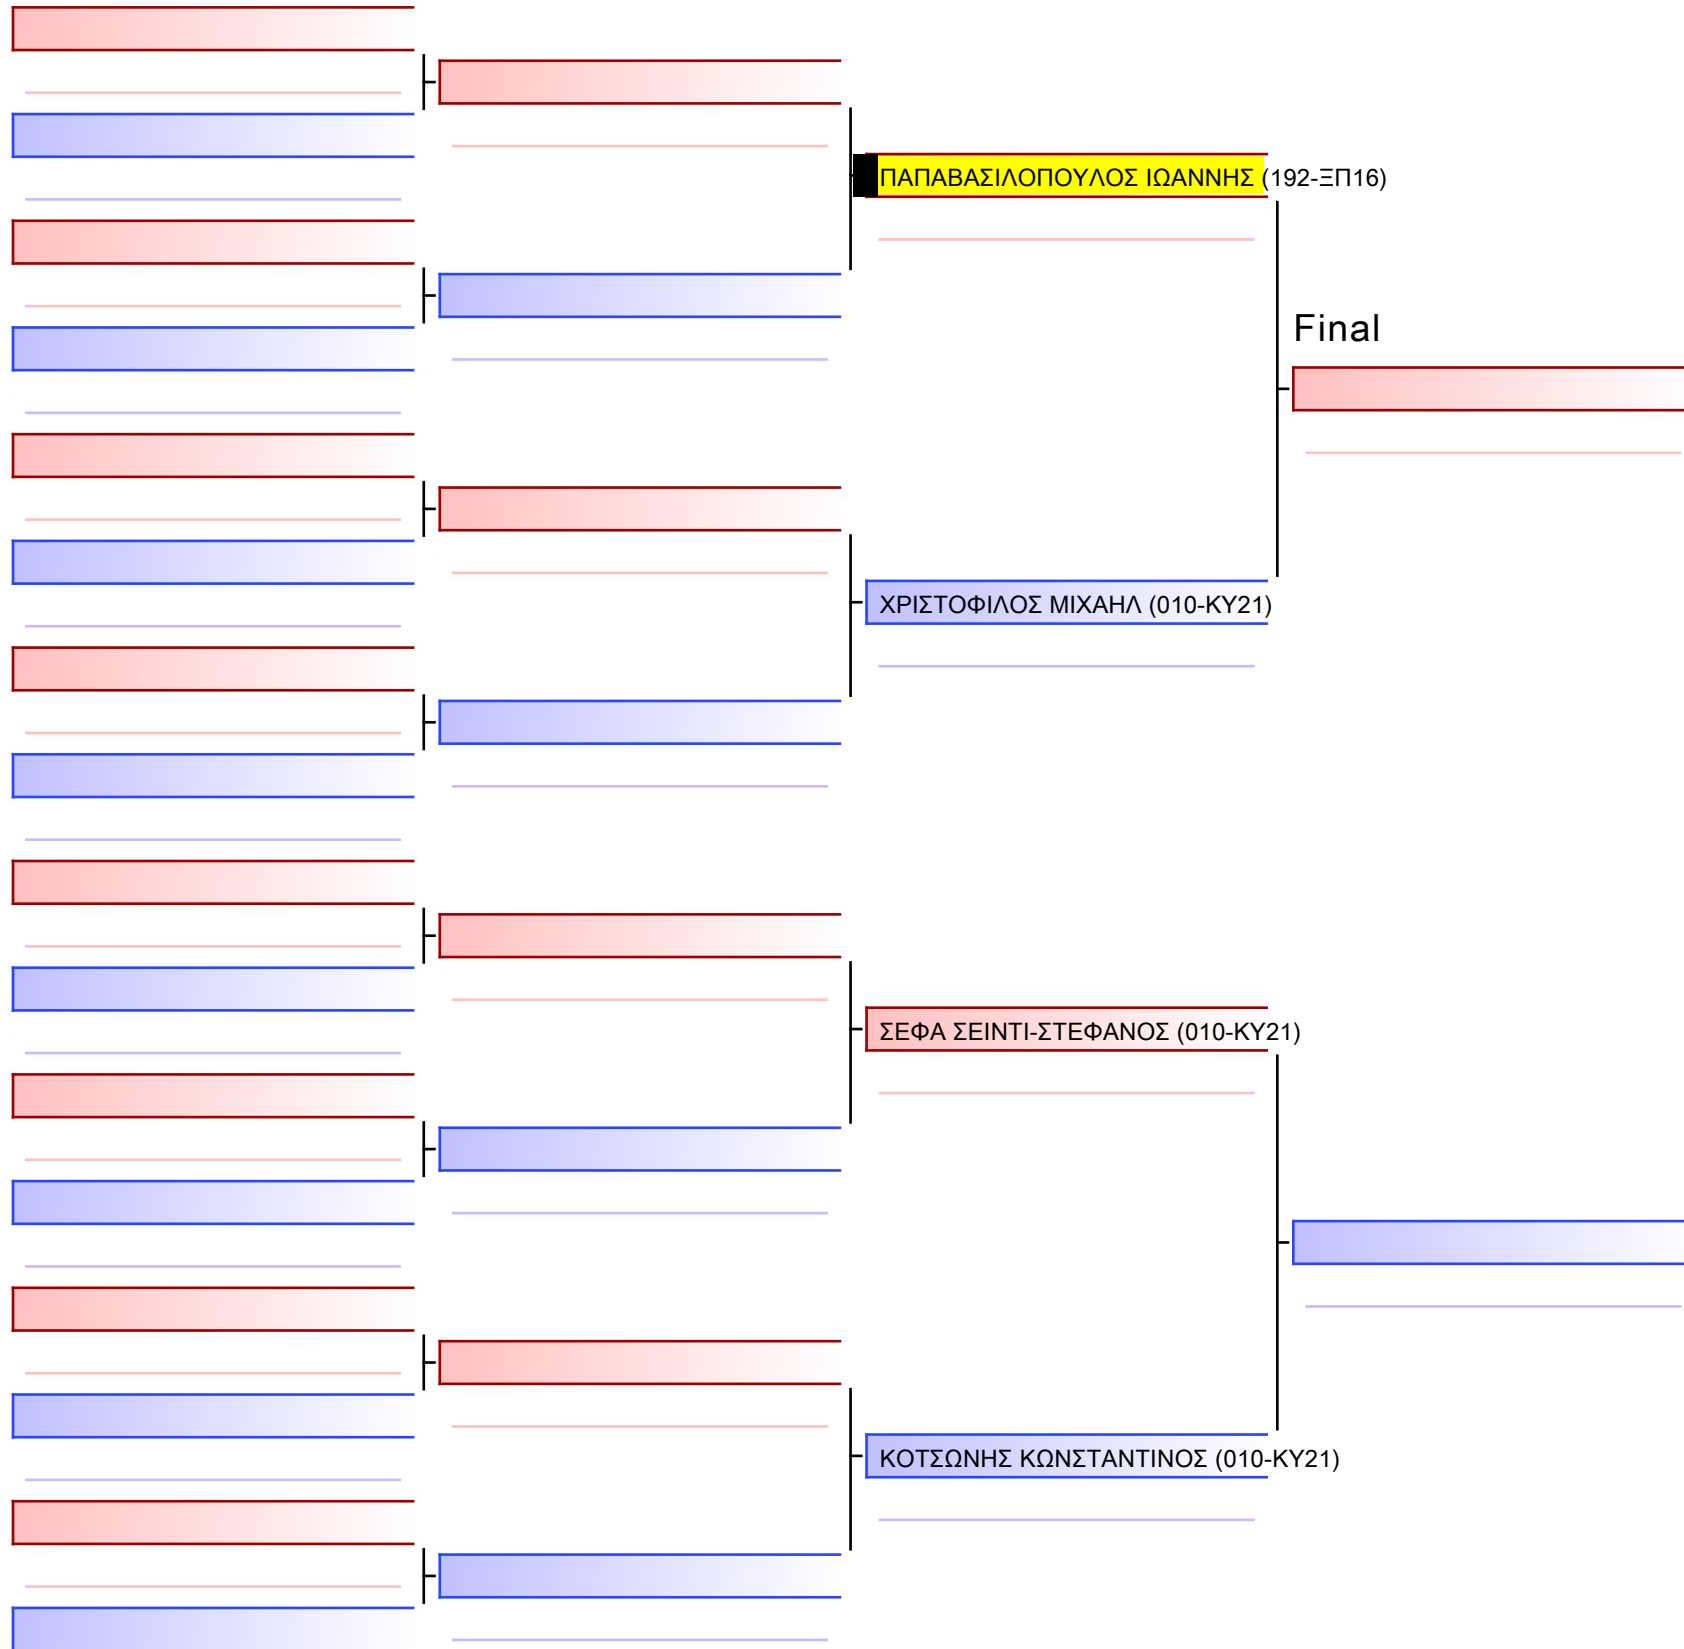 ΠΑΠΑΒΑΣΙΛΟΠΟΥΛΟΣ ΙΩΑΝΝΗΣ (192-ΞΠ16)
Final
ΧΡΙΣΤΟΦΙΛΟΣ ΜΙΧΑΗΛ (010-ΚΥ21)
ΣΕΦΑ ΣΕΙΝΤΙ-ΣΤΕΦΑΝΟΣ (010-ΚΥ21)
ΚΟΤΣΩΝΗΣ ΚΩΝΣΤΑΝΤΙΝΟΣ (010-ΚΥ21)